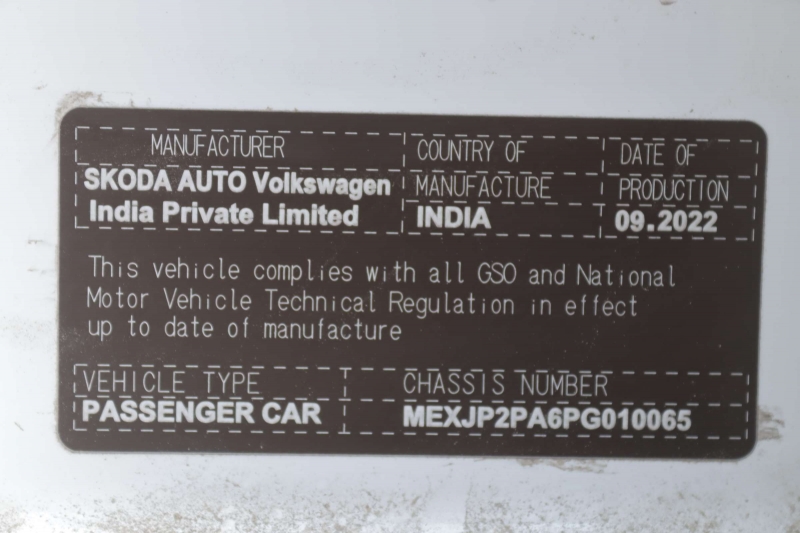 MANUFACTURER
SKODA AUTO Volkswagen
India Private Limited
COUNTRY OF
MANUFACTURE
INDIA
DATE OF
PRODUCTION
09.2022
This vehicle complies with all GSO and National
Motor Vehicle Technical Regulation in effect
up to date of manufacture
VEHICLE TYPE
PASSENGER CAR
CHASSIS NUMBER
MEXJP2PA6PG010065